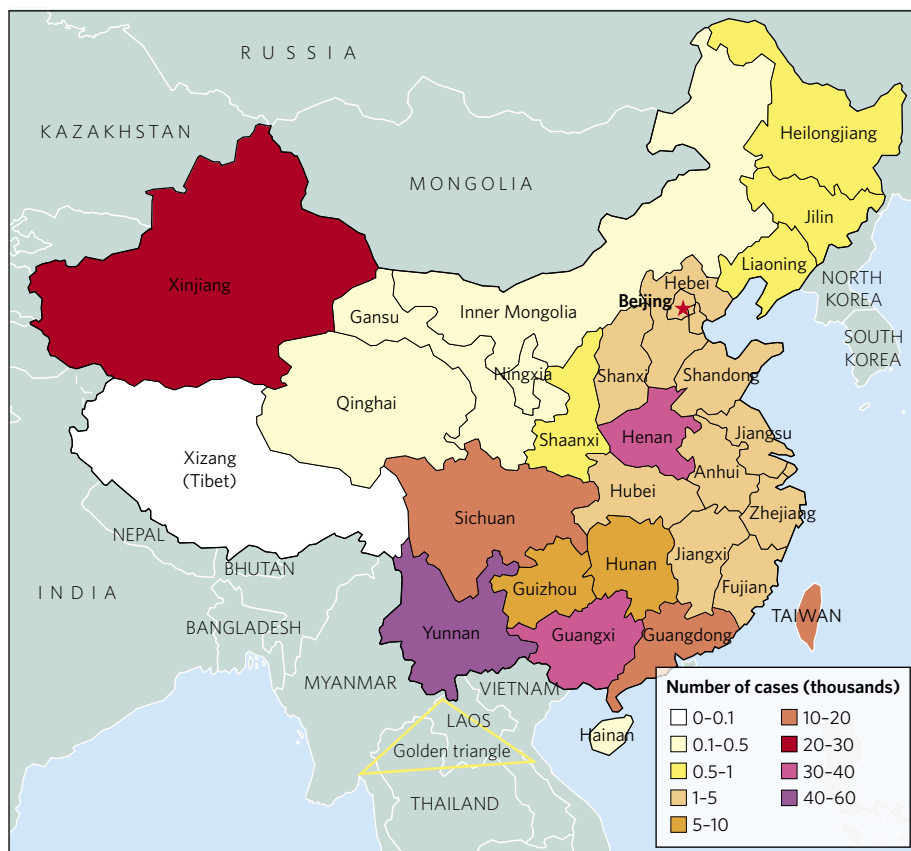 RUSSIA
KAZAKHSTAN
MONGOLIA
Heilongjiang
Jilin
Liaoning
NORTH
KOREA
SOUTH
KOREA
Xinjiang
Gansu
Inner Mongolia
Hebei
Beijing
Ningxia
Shanxi
Shandong
Qinghai
Shaanxi
Henan
Jiangsu
Anhui
Xizang
(Tibet)
Hubei
Zhejiang
Sichuan
NEPAL
BHUTAN
INDIA
Guizhou
Hunan
Jiangxi
Fujian
BANGLADESH
Yunnan
Guangxi
Guangdong
TAIWAN
MYANMAR
VIETNAM
LAOS
Golden triangle
Hainan
THAILAND
Number of cases (thousands)
0–0.1
0.1–0.5
0.5–1
1–5
5–10
10–20
20–30
30–40
40–60